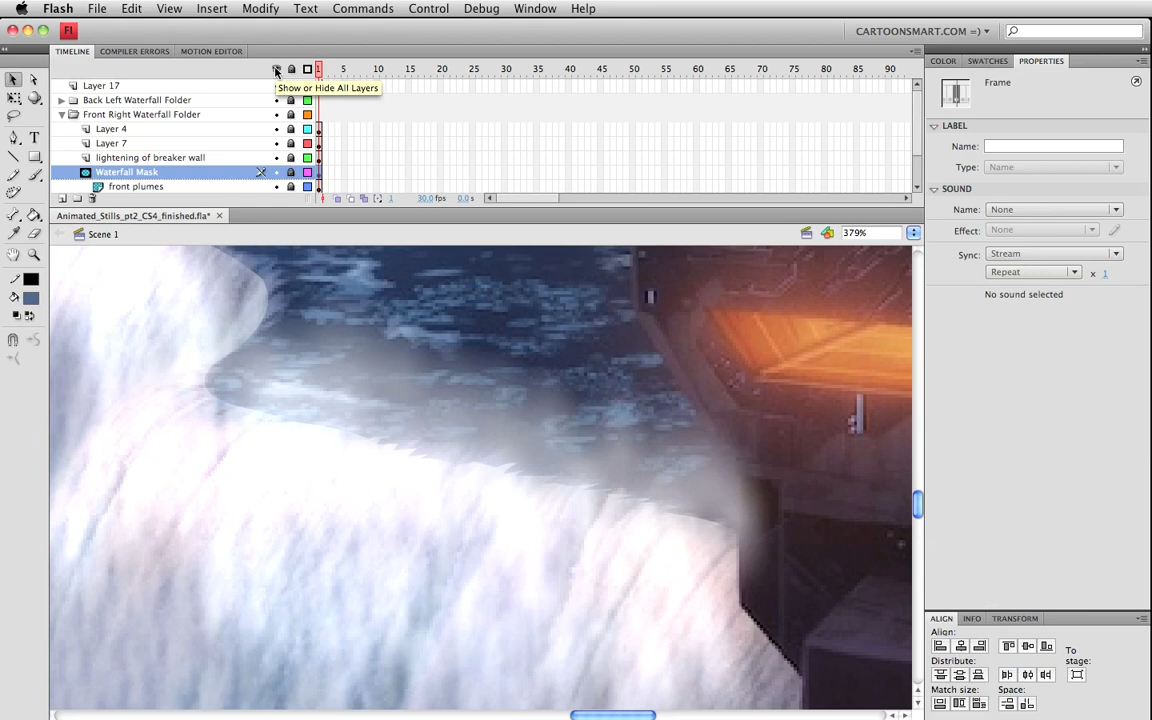 Flash File Edit View Insert Modify Text Commands Control Debug Window Help
Fl CARTOONSMART.COM =)
TIMELINE COMPILER ERRORS MOTION EDITOR
1 5 10 15 20 25 30 35 40 45 50 55 60 65 70 75 80 85 90
Layer 17
Show or Hide All Layers
Back Left Waterfall Folder
Front Right Waterfall Folder
Layer 4
Layer 7
lightening of breaker wall
Waterfall Mask
front plumes
1 30.0 fps 0.0 s
Animated_Stills_pt2_CS4_finished.fla*
Scene 1 379%
COLOR SWATCHES PROPERTIES
Frame
LABEL
Name:
Type: Name
SOUND
Name: None
Effect: None
Sync: Stream
Repeat x 1
No sound selected
ALIGN INFO TRANSFORM
Align:
To
stage:
Distribute:
Match size: Space: